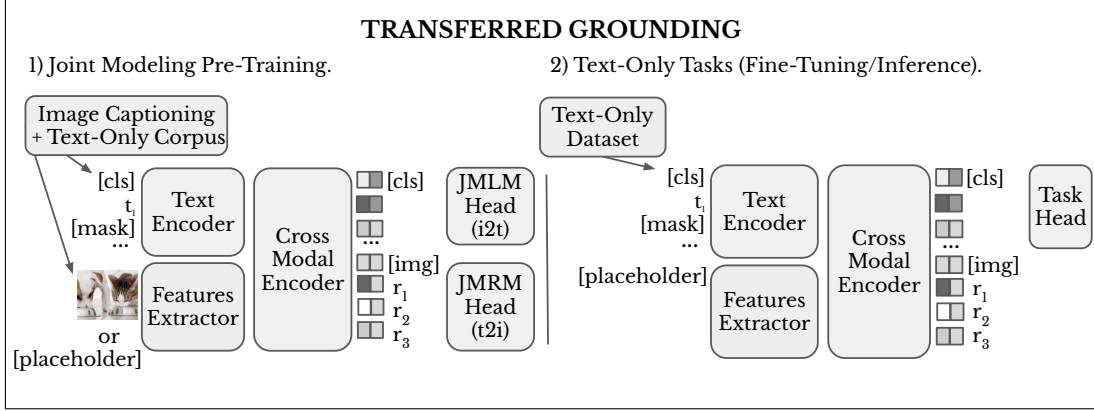 TRANSFERRED GROUNDING
1) Joint Modeling Pre-Training.
Image Captioning
+ Text-Only Corpus
[cls]
t1
[mask]
...
or
[placeholder]
Text
Encoder
Features
Extractor
Cross
Modal
Encoder
[cls]
...
[img]
r1
r2
r3
JMLM
Head
(i2t)
JMRM
Head
(t2i)
2) Text-Only Tasks (Fine-Tuning/Inference).
Text-Only
Dataset
[cls]
t1
[mask]
...
[placeholder]
Text
Encoder
Features
Extractor
Cross
Modal
Encoder
[cls]
...
[img]
r1
r2
r3
Task
Head